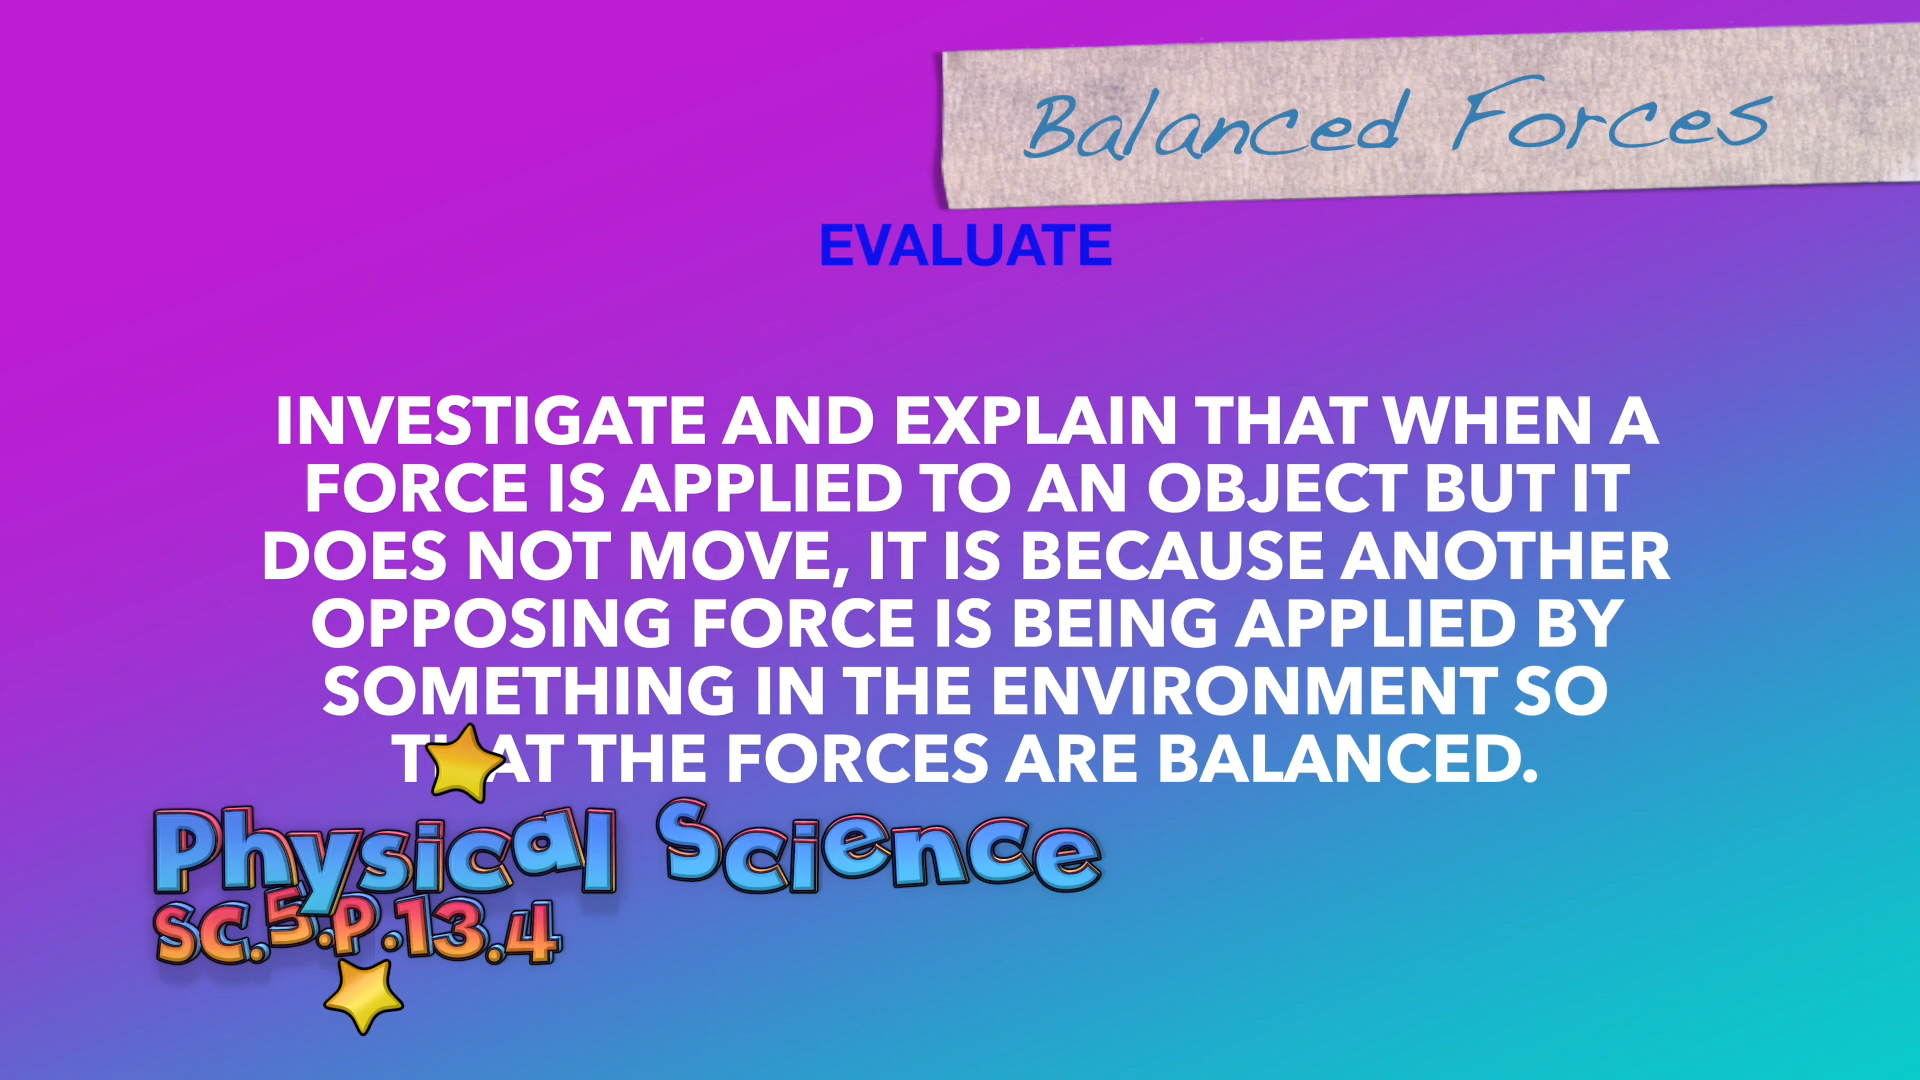 Balanced Forces
EVALUATE
INVESTIGATE AND EXPLAIN THAT WHEN A
FORCE IS APPLIED TO AN OBJECT BUT IT
DOES NOT MOVE, IT IS BECAUSE ANOTHER
OPPOSING FORCE IS BEING APPLIED BY
SOMETHING IN THE ENVIRONMENT SO
THAT THE FORCES ARE BALANCED.
Physical Science
SC.5.P.13.4